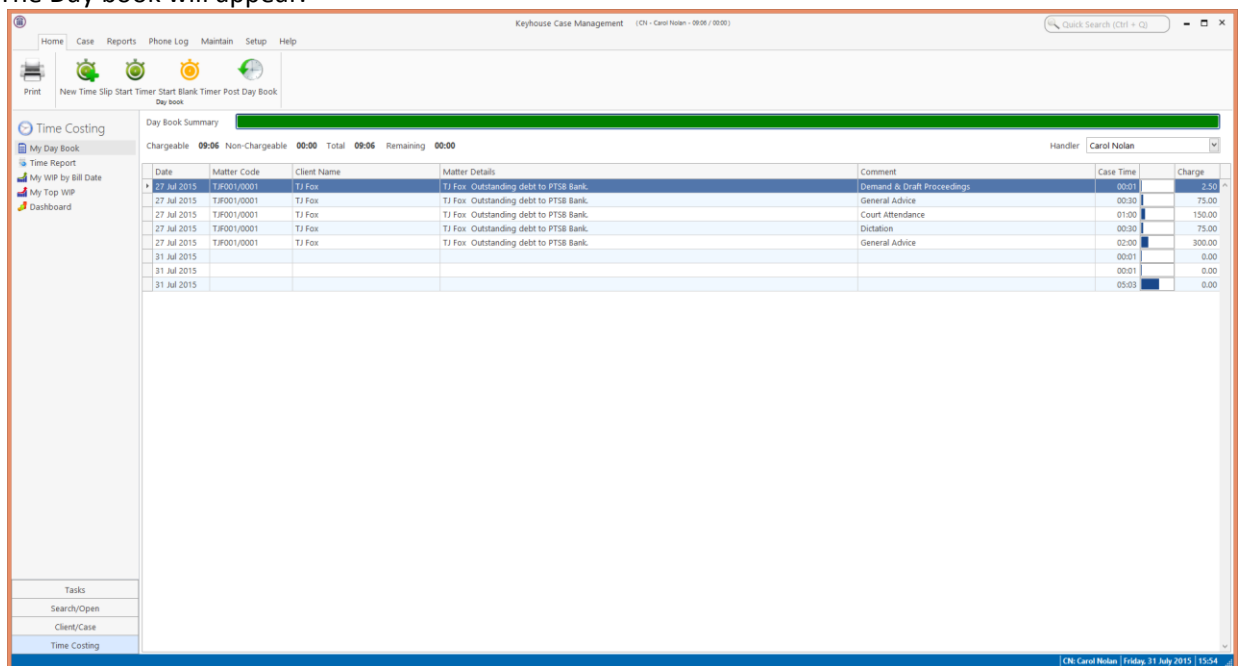 The Day book will appear:
Keyhouse Case Management (CN - Carol Nolan - 09:06 / 00:00)
Quick Search (Ctrl + Q)
Home Case Reports Phone Log Maintain Setup Help
Print New Time Slip Start Timer Start Blank Timer Post Day Book
Day book
Time Costing
My Day Book
Time Report
My WIP by Bill Date
My Top WIP
Dashboard
Day Book Summary
Chargeable 09:06 Non-Chargeable 00:00 Total 09:06 Remaining 00:00 Handler Carol Nolan
Date Matter Code Client Name Matter Details Comment Case Time Charge
27 Jul 2015 TJF001/0001 TJ Fox TJ Fox Outstanding debt to PTSB Bank. Demand & Draft Proceedings 00:01 2.50
27 Jul 2015 TJF001/0001 TJ Fox TJ Fox Outstanding debt to PTSB Bank. General Advice 00:30 75.00
27 Jul 2015 TJF001/0001 TJ Fox TJ Fox Outstanding debt to PTSB Bank. Court Attendance 01:00 150.00
27 Jul 2015 TJF001/0001 TJ Fox TJ Fox Outstanding debt to PTSB Bank. Dictation 00:30 75.00
27 Jul 2015 TJF001/0001 TJ Fox TJ Fox Outstanding debt to PTSB Bank. General Advice 02:00 300.00
31 Jul 2015 00:01 0.00
31 Jul 2015 00:01 0.00
31 Jul 2015 05:03 0.00
Tasks
Search/Open
Client/Case
Time Costing
CN: Carol Nolan Friday, 31 July 2015 15:54